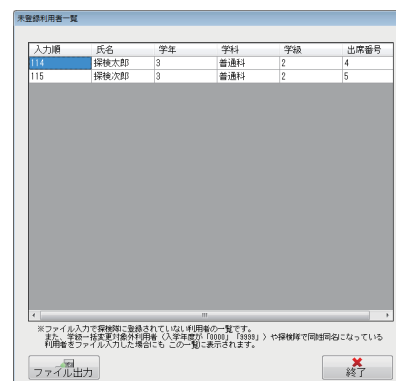 未登録利用者一覧
入力順 氏名 学年 学科 学級 出席番号
114 探検太郎 3 普通科 2 4
115 探検次郎 3 普通科 2 5
※ファイル入力で探検隊に登録されていない利用者の一覧です。
また、学級一括変更対象外利用者（入学年度が「0000」「9999」）や探検隊で同姓同名になっている
利用者をファイル入力した場合にも この一覧に表示されます。
ファイル出力 終了